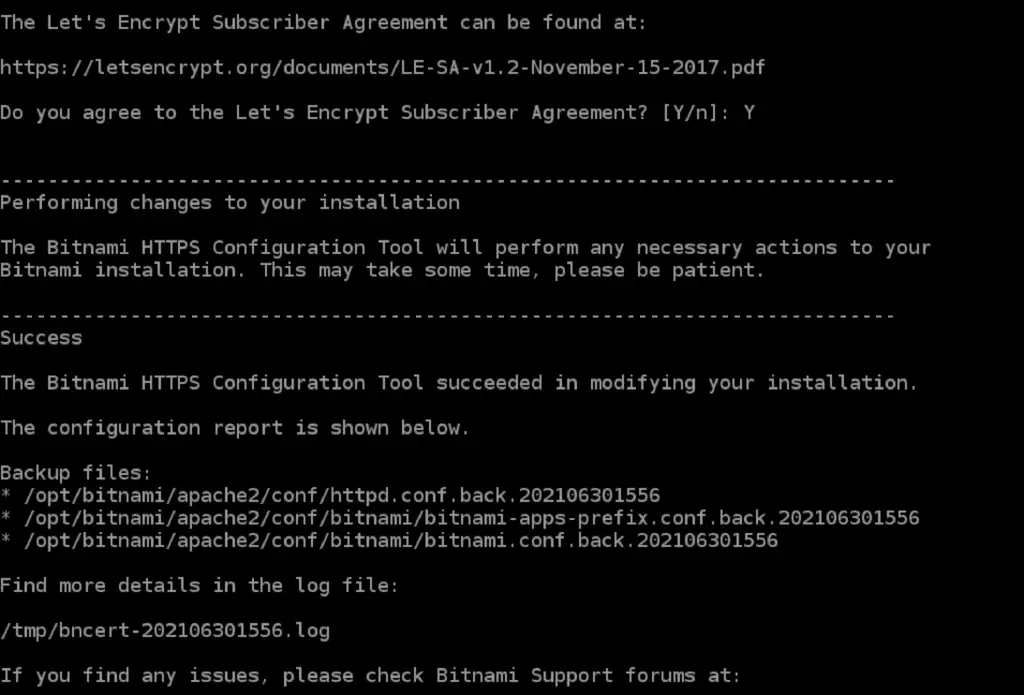 The Let's Encrypt Subscriber Agreement can be found at:
https://letsencrypt.org/documents/LE-SA-v1.2-November-15-2017.pdf
Do you agree to the Let's Encrypt Subscriber Agreement? [Y/n]: Y
----------------------------------------------------------------------------
Performing changes to your installation
The Bitnami HTTPS Configuration Tool will perform any necessary actions to your
Bitnami installation. This may take some time, please be patient.
----------------------------------------------------------------------------
Success
The Bitnami HTTPS Configuration Tool succeeded in modifying your installation.
The configuration report is shown below.
Backup files:
* /opt/bitnami/apache2/conf/httpd.conf.back.202106301556
* /opt/bitnami/apache2/conf/bitnami/bitnami-apps-prefix.conf.back.202106301556
* /opt/bitnami/apache2/conf/bitnami/bitnami.conf.back.202106301556
Find more details in the log file:
/tmp/bncert-202106301556.log
If you find any issues, please check Bitnami Support forums at: